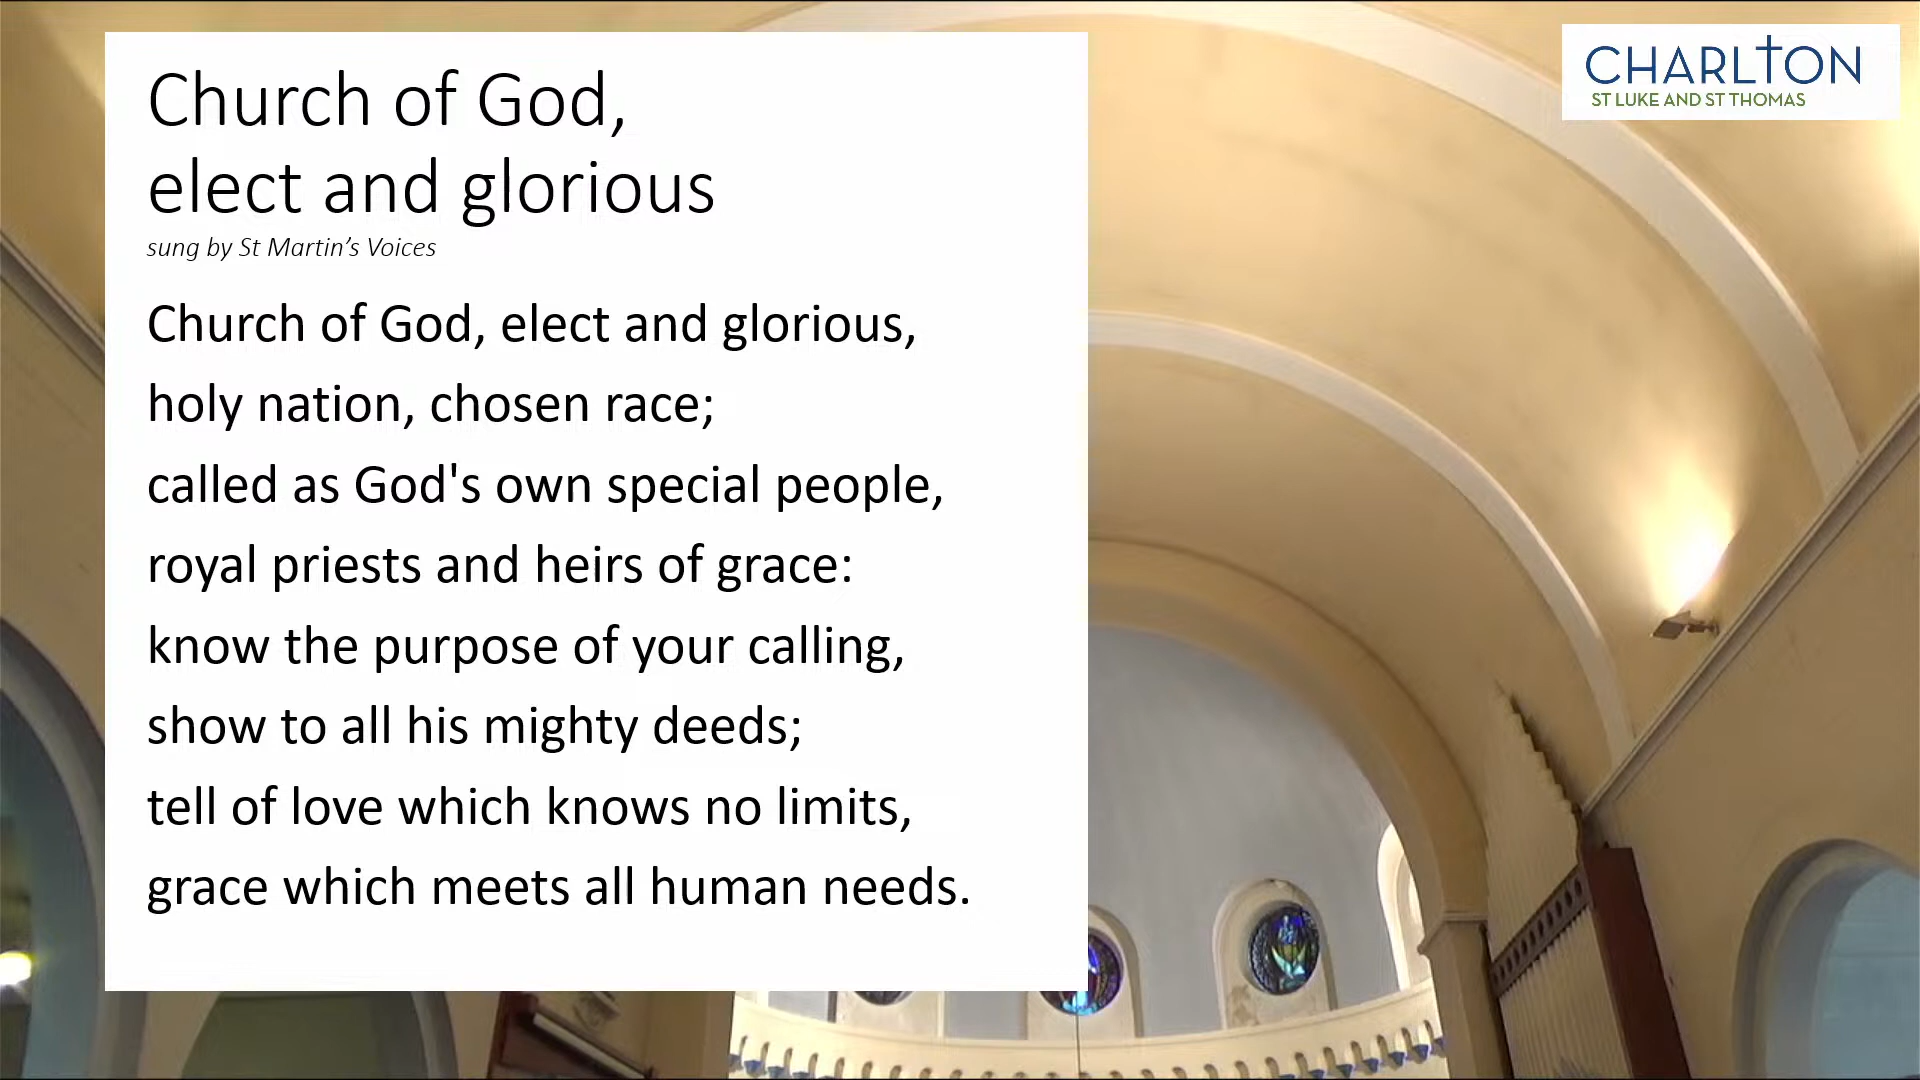 Church of God,
elect and glorious
sung by St Martin’s Voices
Church of God, elect and glorious,
holy nation, chosen race;
called as God's own special people,
royal priests and heirs of grace:
know the purpose of your calling,
show to all his mighty deeds;
tell of love which knows no limits,
grace which meets all human needs.
CHARLTON
ST LUKE AND ST THOMAS